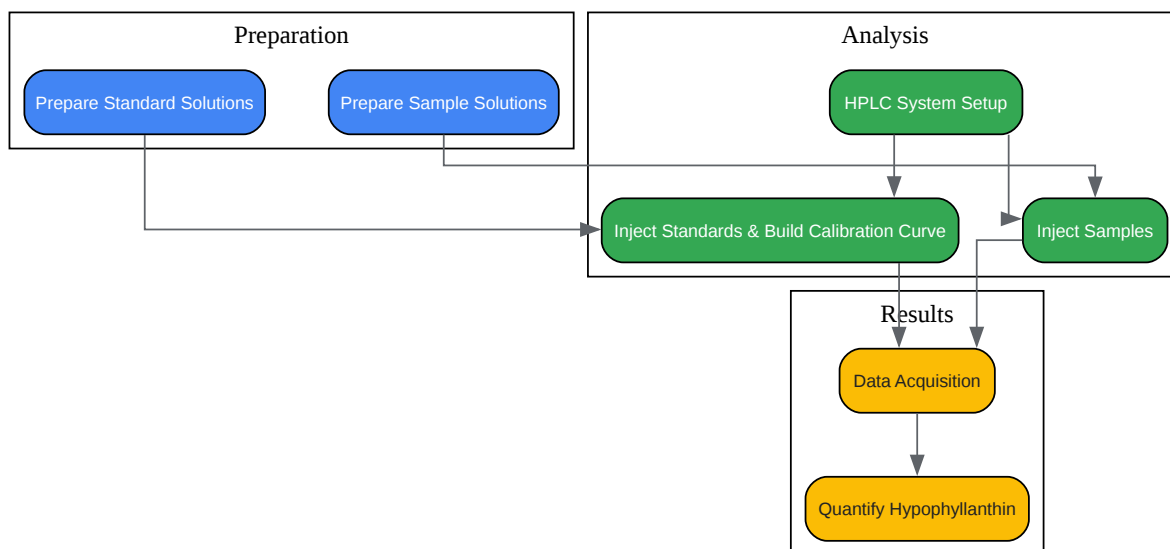 Preparation
Analysis
Prepare Standard Solutions
Prepare Sample Solutions
HPLC System Setup
Inject Standards & Build Calibration Curve
Inject Samples
Results
Data Acquisition
Quantify Hypophyllanthin